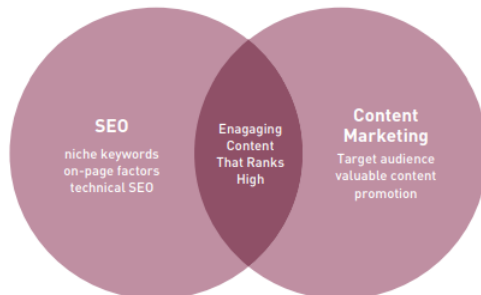 SEO
niche keywords
on-page factors
technical SEO
Enagaging
Content
That Ranks
High
Content
Marketing
Target audience
valuable content
promotion